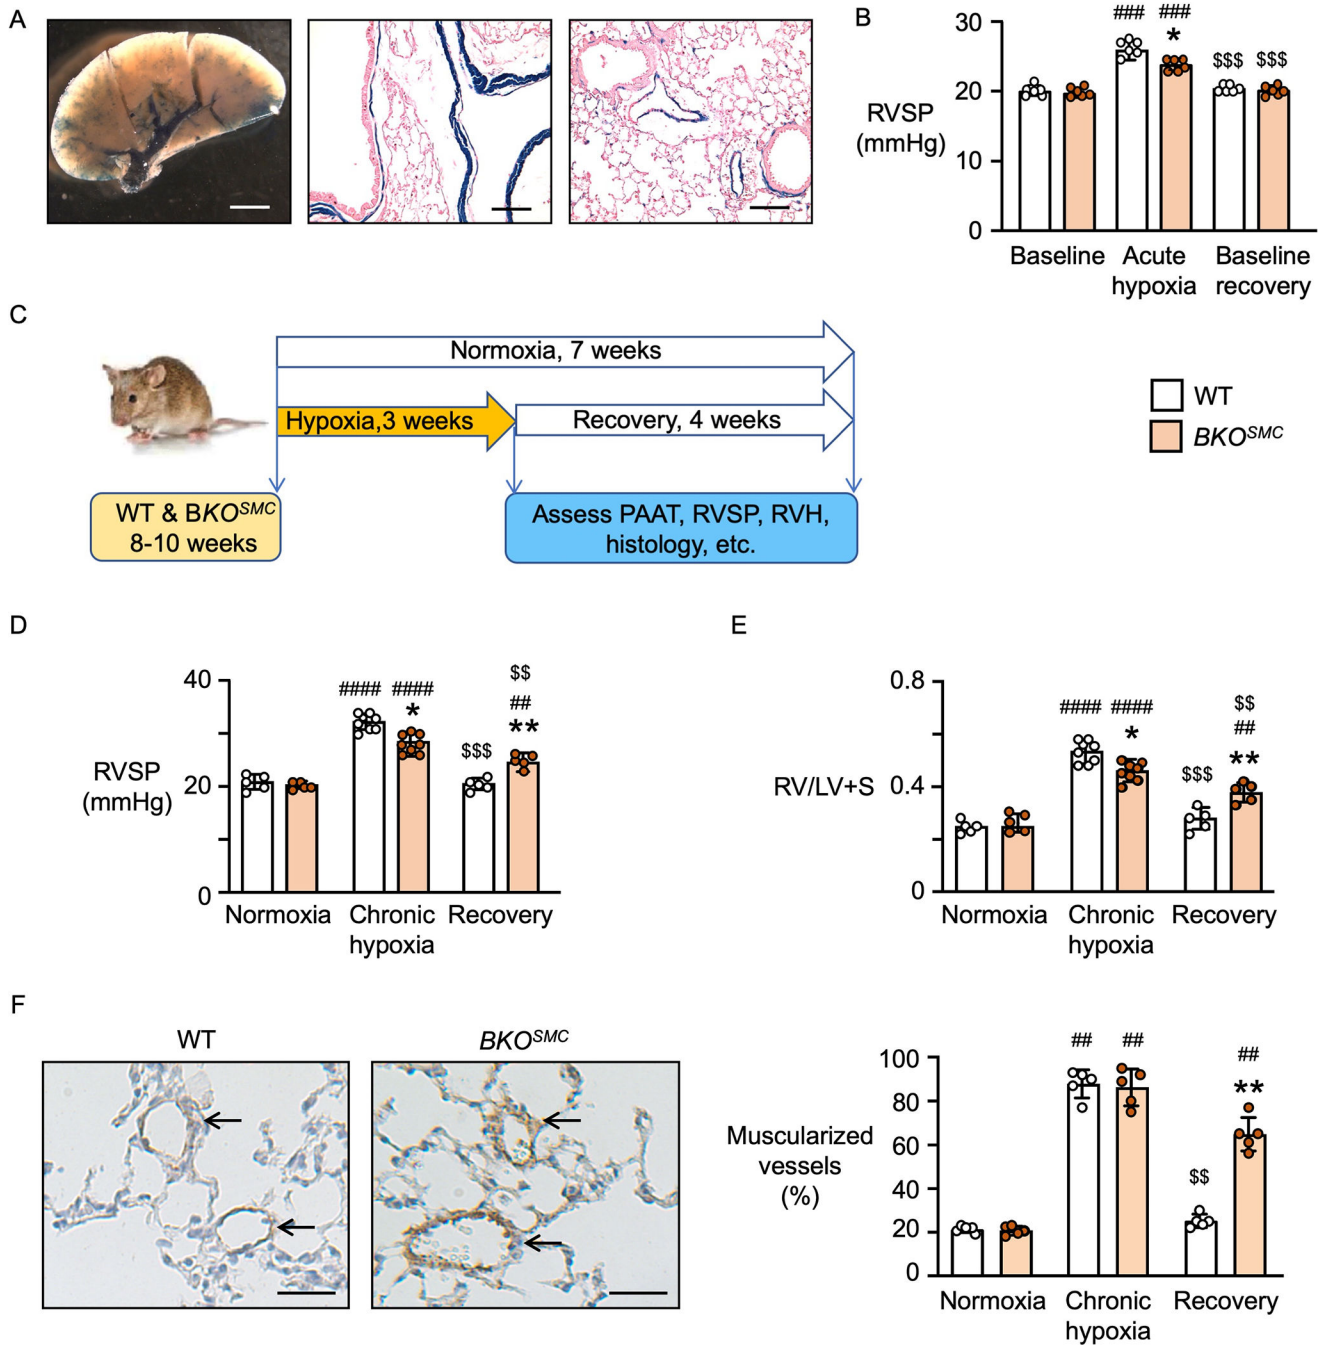 A
B
30
20
10
0
RVSP
(mmHg)
###
###
*
$$$
$$$
Baseline
Acute
hypoxia
Baseline
recovery
C
Normoxia, 7 weeks
Hypoxia,3 weeks
Recovery, 4 weeks
WT & BKO^SMC
8-10 weeks
Assess PAAT, RVSP, RVH,
histology, etc.
WT
BKO^SMC
D
RVSP
(mmHg)
40
20
0
####
####
*
$$$
$$
##
**
Normoxia
Chronic
hypoxia
Recovery
E
RV/LV+S
0.8
0.4
0
####
####
*
$$$
$$
##
**
Normoxia
Chronic
hypoxia
Recovery
F
WT
BKO^SMC
Muscularized
vessels
(%)
100
80
60
40
20
0
##
##
$$
##
**
Normoxia
Chronic
hypoxia
Recovery